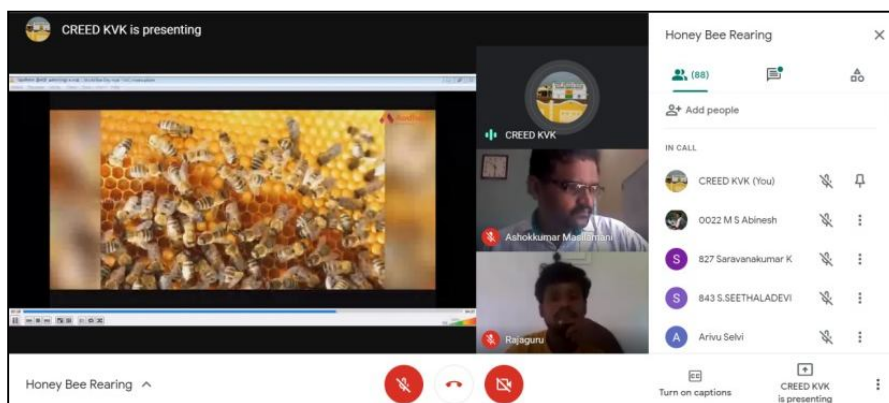 CREED KVK is presenting
CREED KVK
Ashokkumar Masilamani
Rajaguru
Honey Bee Rearing
(88)
Add people
IN CALL
CREED KVK (You)
0022 M S Abinesh
S
827 Saravanakumar K
S
843 S.SEETHALADEVI
A
Arivu Selvi
Honey Bee Rearing
CC
Turn on captions
CREED KVK
is presenting